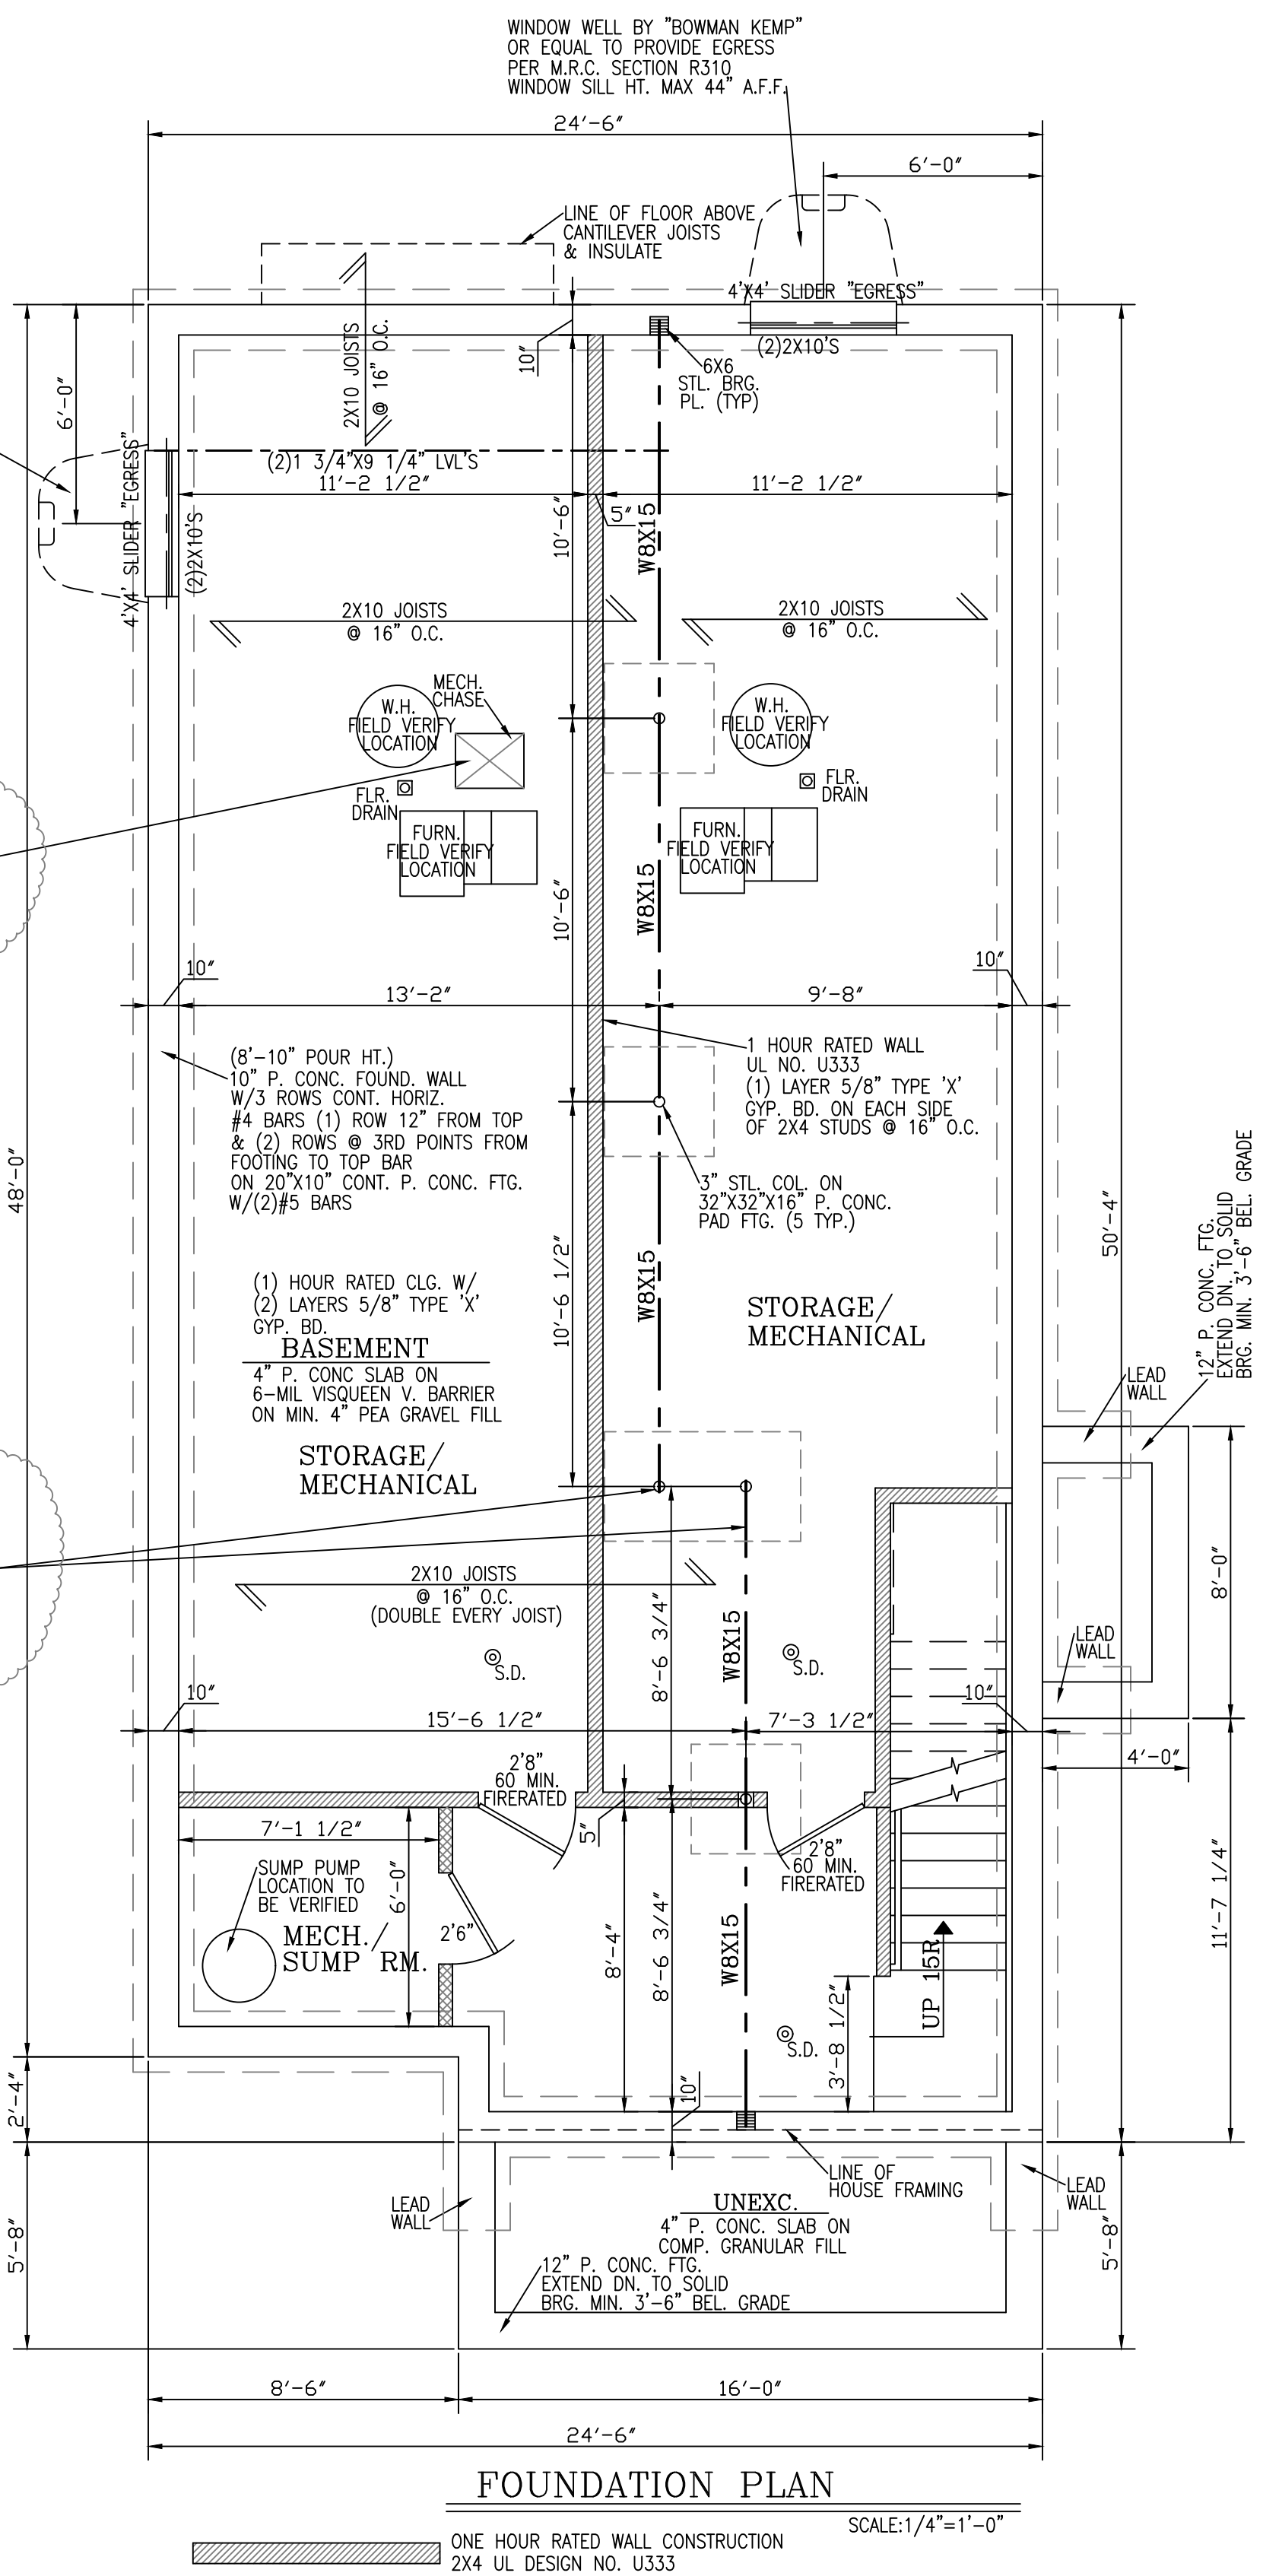 WINDOW WELL BY "BOWMAN KEMP"
OR EQUAL TO PROVIDE EGRESS
PER M.R.C. SECTION R310
WINDOW SILL HT. MAX 44" A.F.F.
24'-6"
6'-0"
LINE OF FLOOR ABOVE
CANTILEVER JOISTS
& INSULATE
4'X4' SLIDER "EGRESS"
(2)2X10'S
2X10 JOISTS
@ 16" O.C.
10"
6X6
STL. BRG.
PL. (TYP)
6'-0"
4'X4' SLIDER "EGRESS"
(2)2X10'S
(2)1 3/4"X9 1/4" LVL'S
11'-2 1/2"
11'-2 1/2"
5"
10'-6"
W8X15
2X10 JOISTS
@ 16" O.C.
2X10 JOISTS
@ 16" O.C.
MECH.
CHASE
W.H.
FIELD VERIFY
LOCATION
W.H.
FIELD VERIFY
LOCATION
FLR.
DRAIN
FLR.
DRAIN
FURN.
FIELD VERIFY
LOCATION
FURN.
FIELD VERIFY
LOCATION
10'-6"
W8X15
10"
10"
13'-2"
9'-8"
(8'-10" POUR HT.)
10" P. CONC. FOUND. WALL
W/3 ROWS CONT. HORIZ.
#4 BARS (1) ROW 12" FROM TOP
& (2) ROWS @ 3RD POINTS FROM
FOOTING TO TOP BAR
ON 20"X10" CONT. P. CONC. FTG.
W/(2)#5 BARS
1 HOUR RATED WALL
UL NO. U333
(1) LAYER 5/8" TYPE 'X'
GYP. BD. ON EACH SIDE
OF 2X4 STUDS @ 16" O.C.
3" STL. COL. ON
32"X32"X16" P. CONC.
PAD FTG. (5 TYP.)
48'-0"
50'-4"
12" P. CONC. FTG.
EXTEND DN. TO SOLID
BRG. MIN. 3'-6" BEL. GRADE
10'-6 1/2"
W8X15
(1) HOUR RATED CLG. W/
(2) LAYERS 5/8" TYPE 'X'
GYP. BD.
BASEMENT
4" P. CONC SLAB ON
6-MIL VISQUEEN V. BARRIER
ON MIN. 4" PEA GRAVEL FILL
STORAGE/
MECHANICAL
STORAGE/
MECHANICAL
LEAD
WALL
8'-0"
2X10 JOISTS
@ 16" O.C.
(DOUBLE EVERY JOIST)
8'-6 3/4"
W8X15
S.D.
S.D.
LEAD
WALL
10"
10"
15'-6 1/2"
7'-3 1/2"
4'-0"
2'8"
60 MIN.
FIRERATED
5"
2'8"
60 MIN.
FIRERATED
7'-1 1/2"
6'-0"
SUMP PUMP
LOCATION TO
BE VERIFIED
MECH./
SUMP RM.
2'6"
8'-4"
8'-6 3/4"
W8X15
UP 15R
3'-8 1/2"
S.D.
11'-7 1/4"
2'-4"
10"
LINE OF
HOUSE FRAMING
LEAD
WALL
LEAD
WALL
UNEXC.
4" P. CONC. SLAB ON
COMP. GRANULAR FILL
12" P. CONC. FTG.
EXTEND DN. TO SOLID
BRG. MIN. 3'-6" BEL. GRADE
5'-8"
5'-8"
8'-6"
16'-0"
24'-6"
FOUNDATION PLAN
SCALE:1/4"=1'-0"
ONE HOUR RATED WALL CONSTRUCTION
2X4 UL DESIGN NO. U333